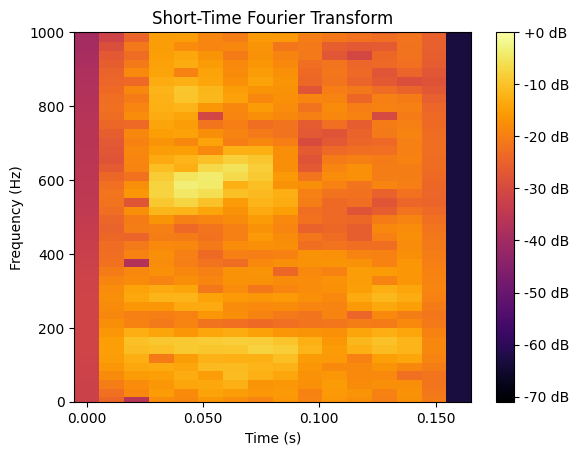 Short-Time Fourier Transform
1000
800
600
400
200
0
Frequency (Hz)
0.000
0.050
0.100
0.150
Time (s)
+0 dB
-10 dB
-20 dB
-30 dB
-40 dB
-50 dB
-60 dB
-70 dB